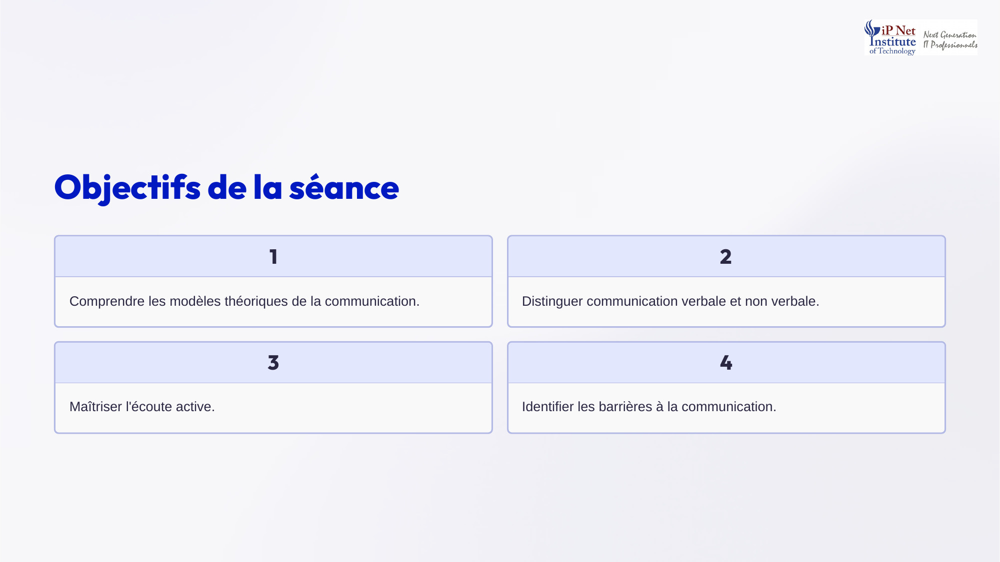 iP Net
Institute
of Technology
Next Generation
IT Professionnels
Objectifs de la séance
1
Comprendre les modèles théoriques de la communication.
2
Distinguer communication verbale et non verbale.
3
Maîtriser l'écoute active.
4
Identifier les barrières à la communication.